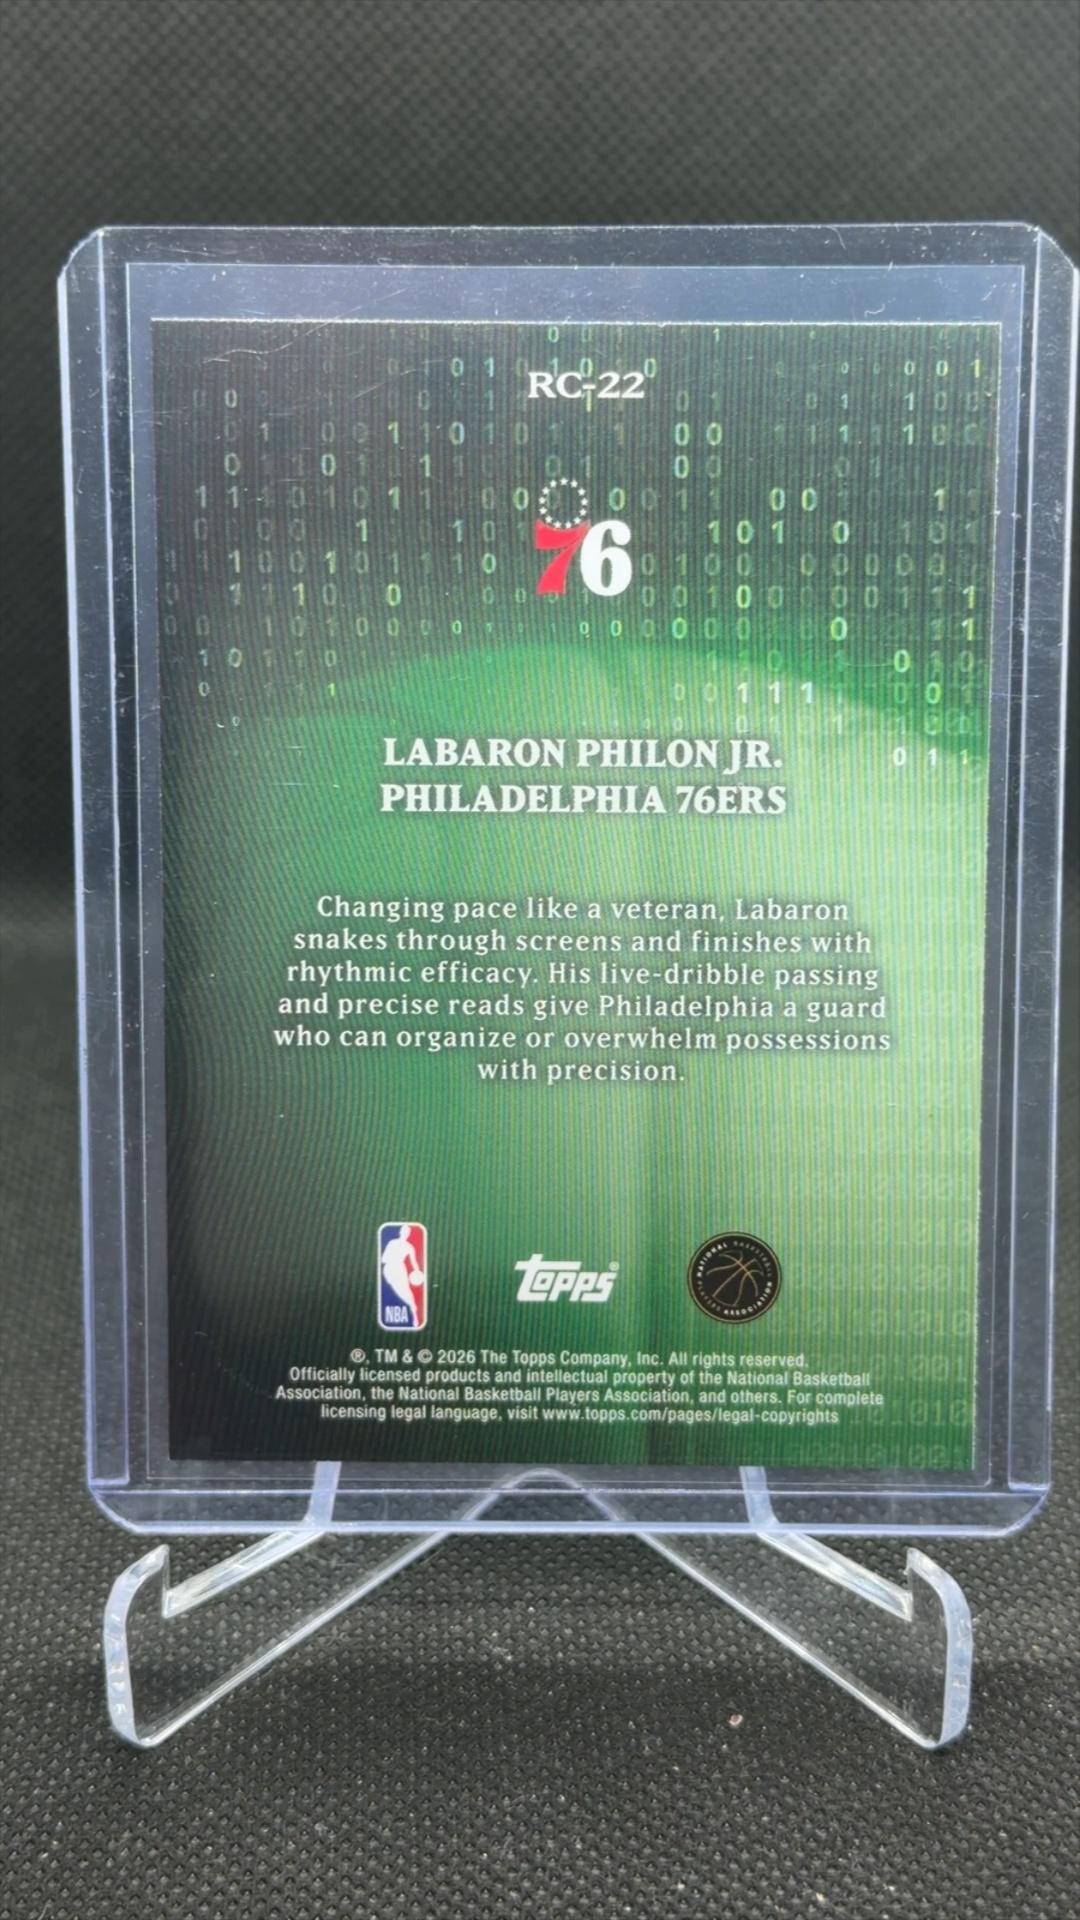 RC-22
76
LABARON PHILON JR.
PHILADELPHIA 76ERS
Changing pace like a veteran, Labaron
snakes through screens and finishes with
rhythmic efficacy. His live-dribble passing
and precise reads give Philadelphia a guard
who can organize or overwhelm possessions
with precision.
NBA
topps®
NATIONAL BASKETBALL PLAYERS ASSOCIATION
®, TM & © 2026 The Topps Company, Inc. All rights reserved.
Officially licensed products and intellectual property of the National Basketball
Association, the National Basketball Players Association, and others. For complete
licensing legal language, visit www.topps.com/pages/legal-copyrights